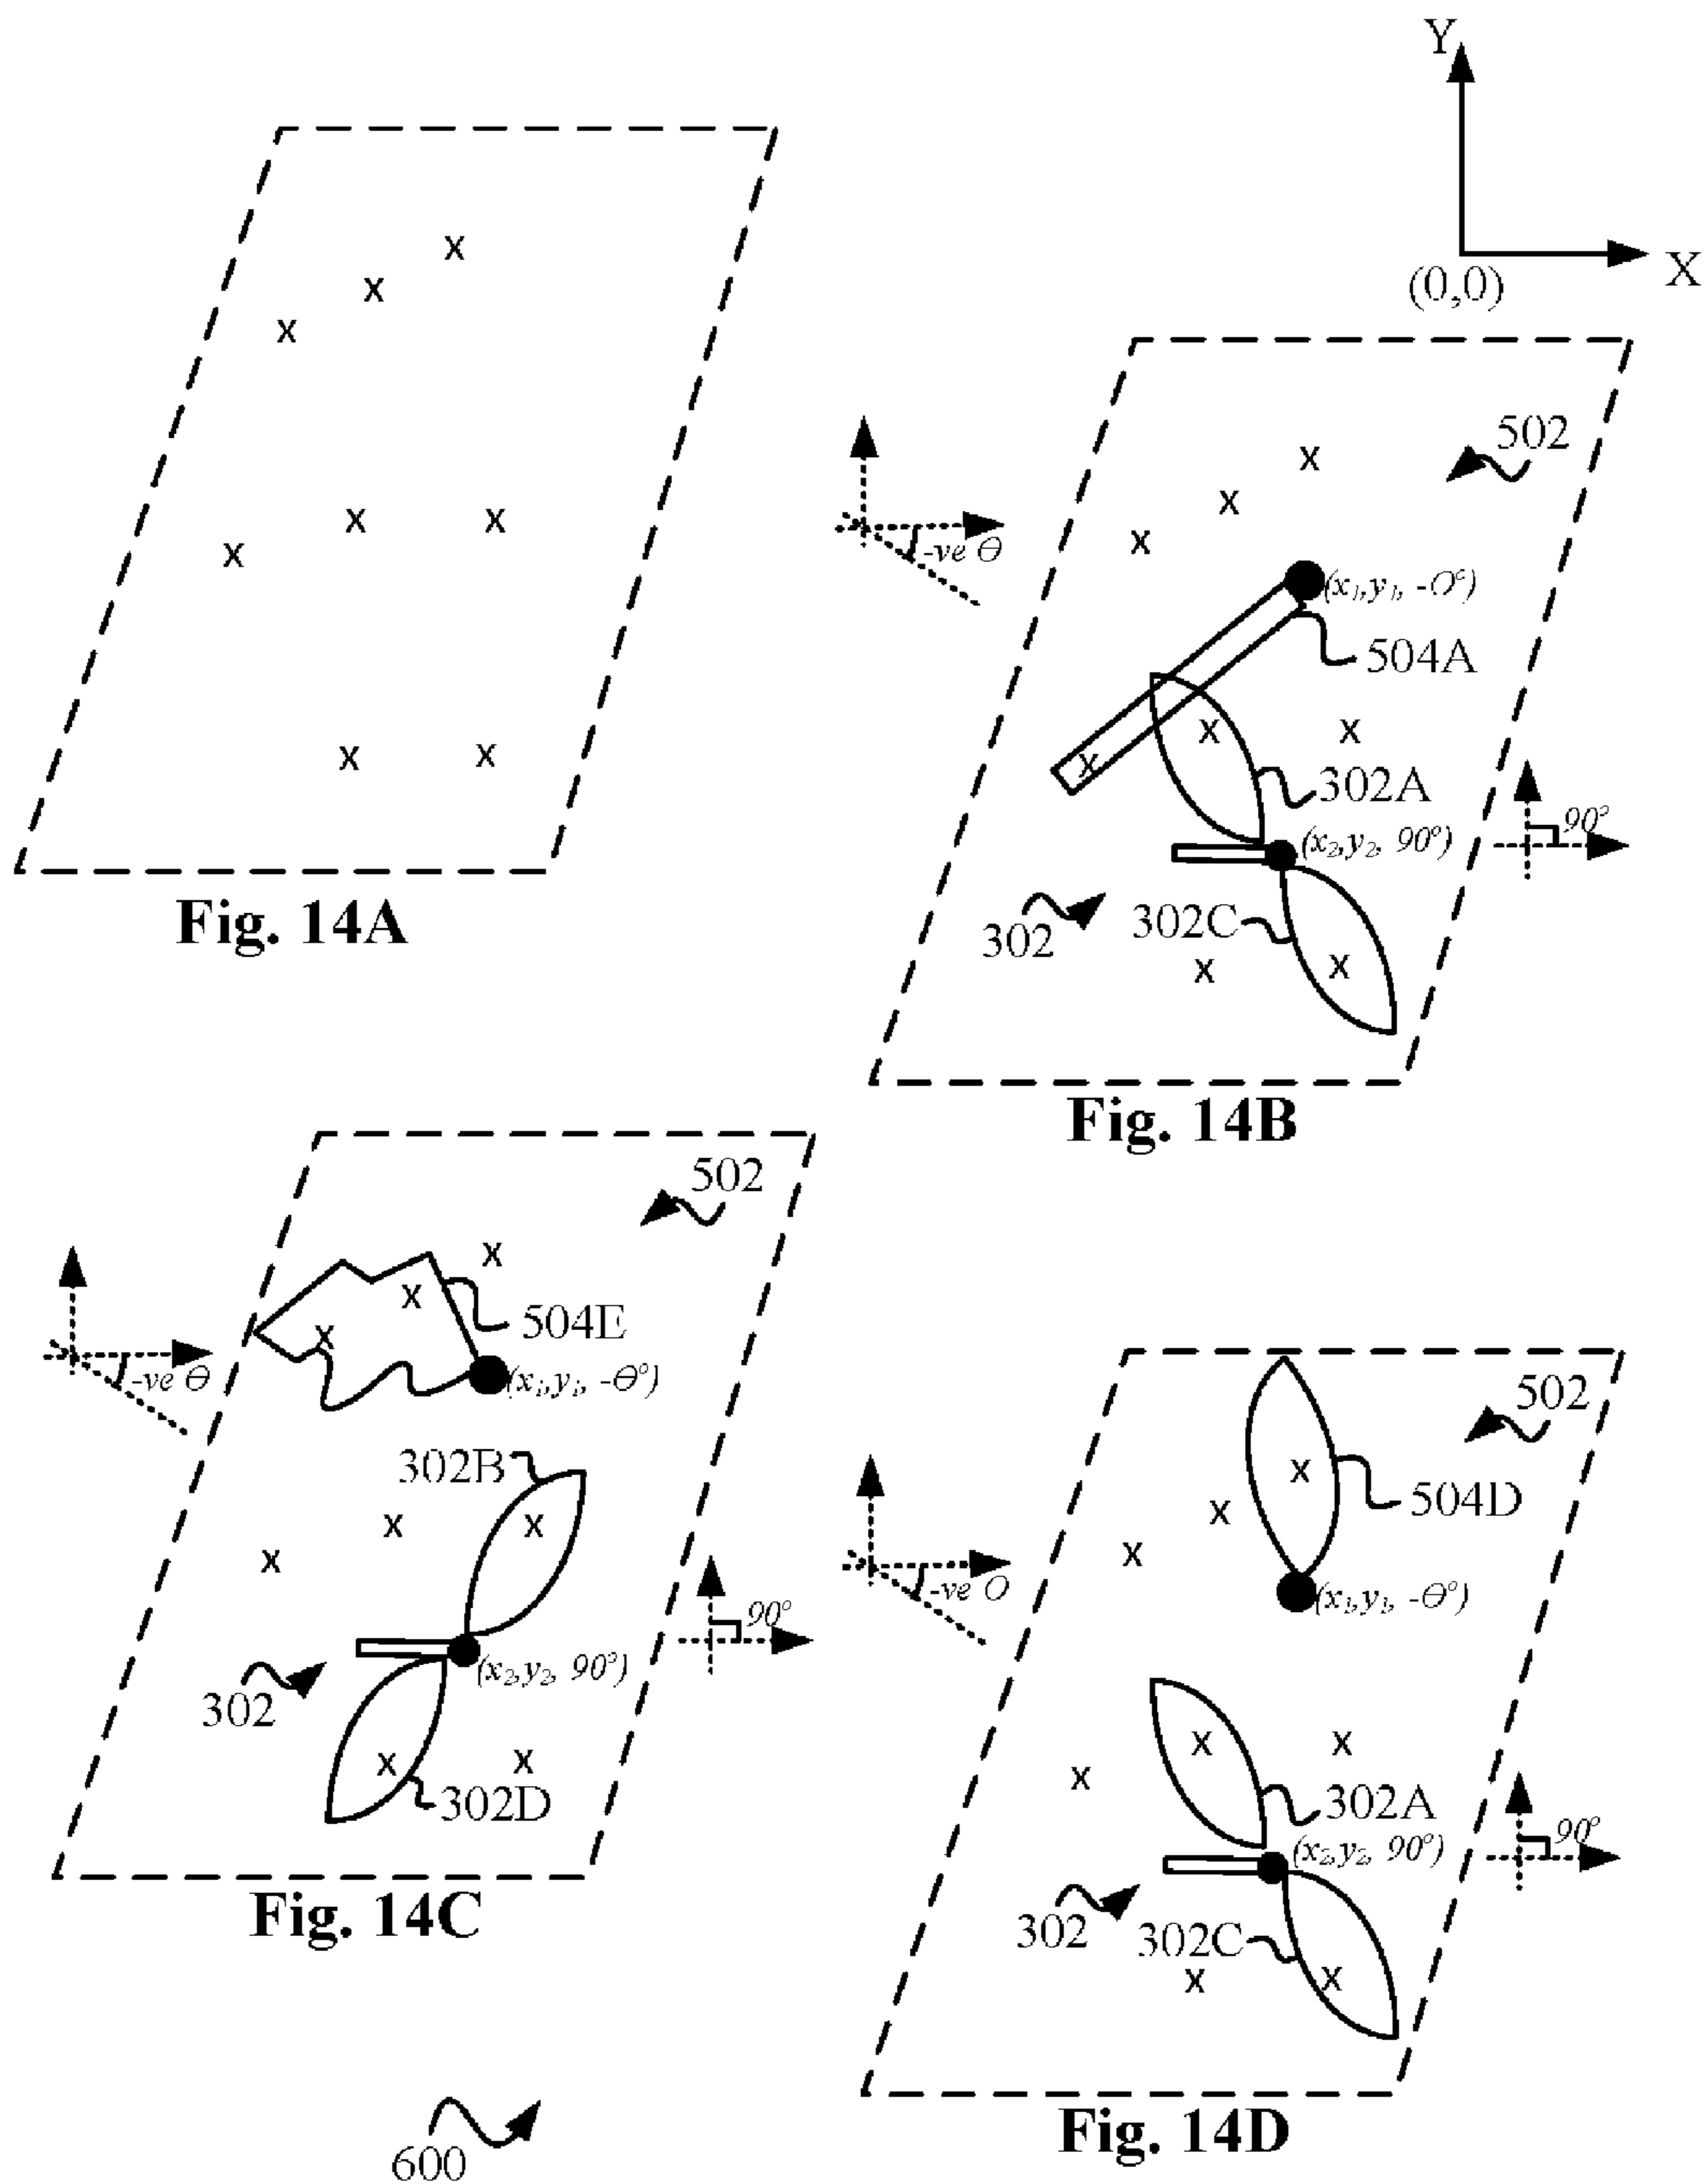 Y
X
(0,0)
x
x
x
x
x
x
x
x
Fig. 14A
502
x
x
x
-ve Θ
(x₁,y₁, -O°)
504A
x
x
x
302A
90°
(x₂,y₂, 90°)
302
302C
x
x
Fig. 14B
502
x
x
504E
x
-ve Θ
(x₁,y₁, -Θ°)
302B
x
x
x
90°
(x₂,y₂, 90°)
302
x
x
302D
Fig. 14C
502
x
504D
x
x
-ve O
(x₁,y₁, -Θ°)
x
x
x
302A
90°
(x₂,y₂, 90°)
302
302C
x
x
Fig. 14D
600